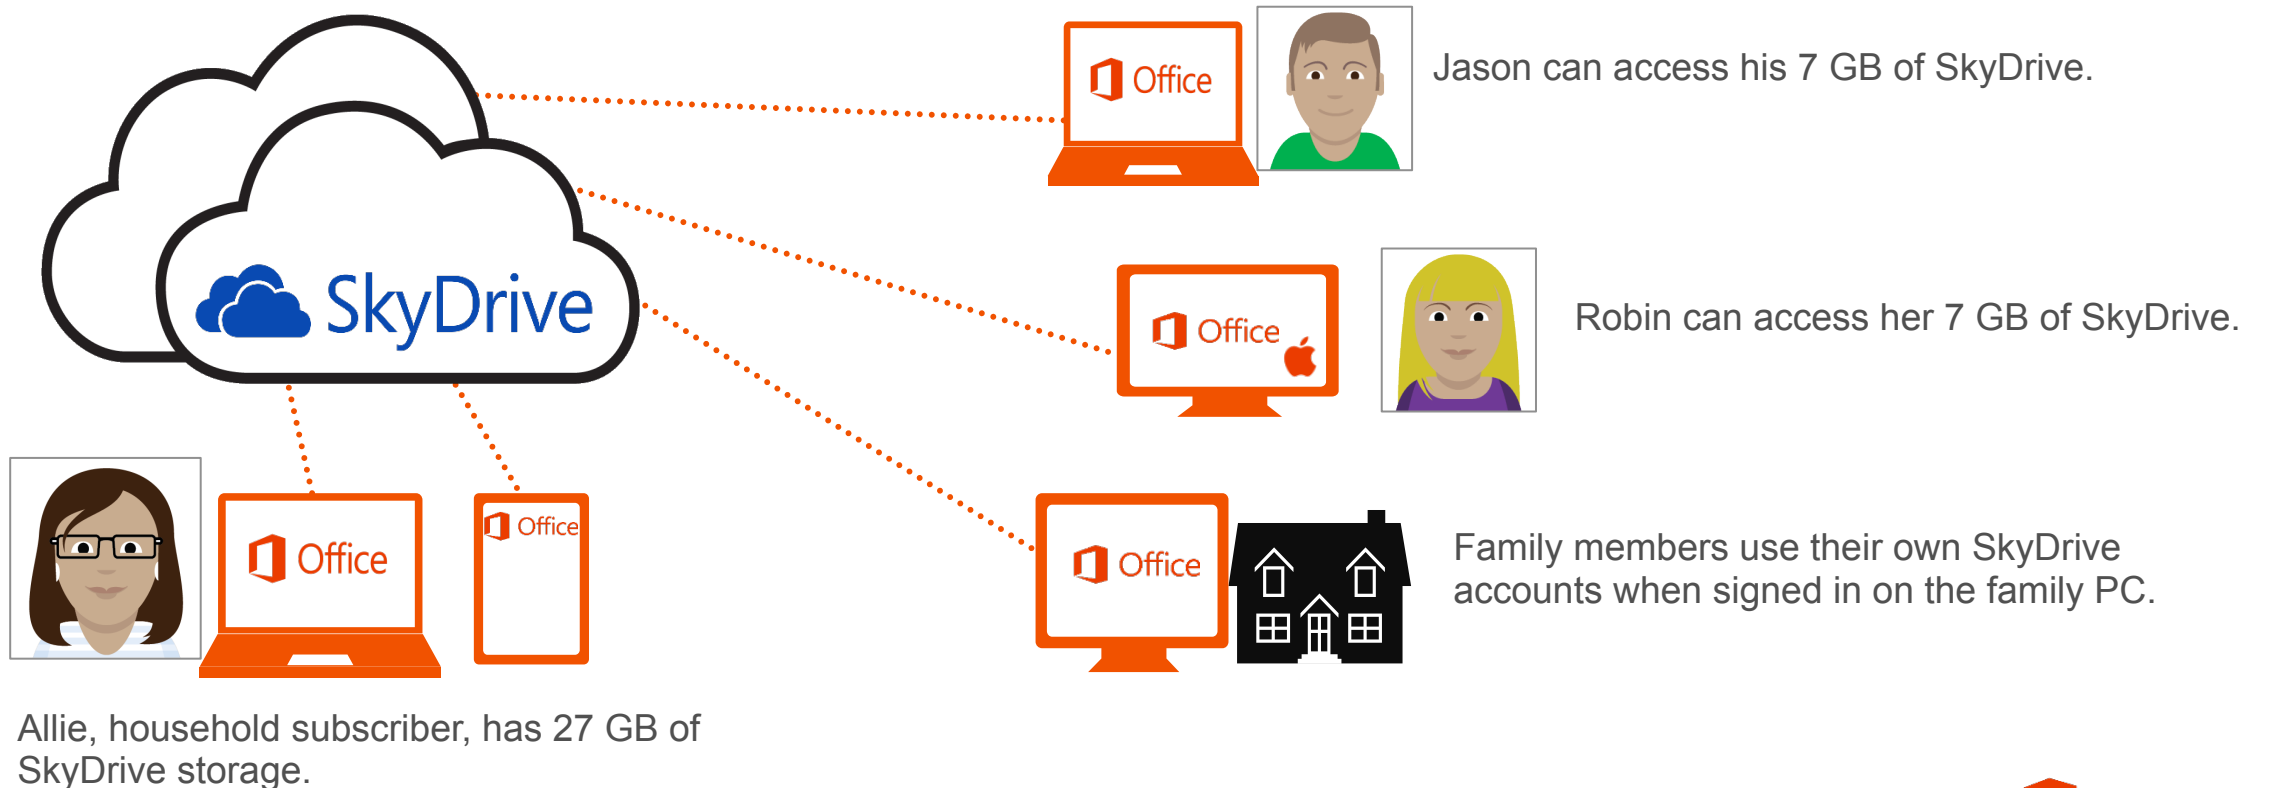 Office
Jason can access his 7 GB of SkyDrive.
SkyDrive
Office
Robin can access her 7 GB of SkyDrive.
Office
Office
Office
Family members use their own SkyDrive
accounts when signed in on the family PC.
Allie, household subscriber, has 27 GB of
SkyDrive storage.